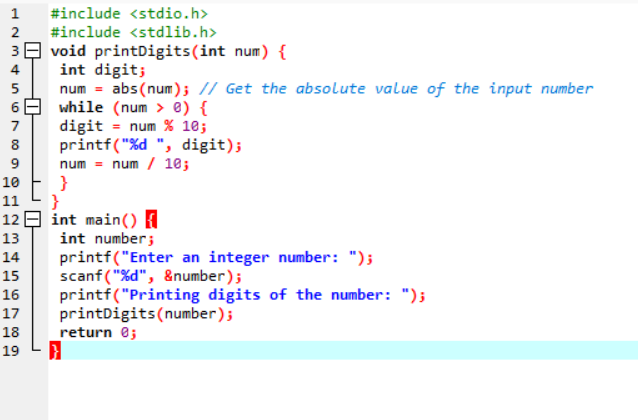 1 #include <stdio.h>
2 #include <stdlib.h>
3 void printDigits(int num) {
4 int digit;
5 num = abs(num); // Get the absolute value of the input number
6 while (num > 0) {
7 digit = num % 10;
8 printf("%d ", digit);
9 num = num / 10;
10 }
11 }
12 int main() {
13 int number;
14 printf("Enter an integer number: ");
15 scanf("%d", &number);
16 printf("Printing digits of the number: ");
17 printDigits(number);
18 return 0;
19 }